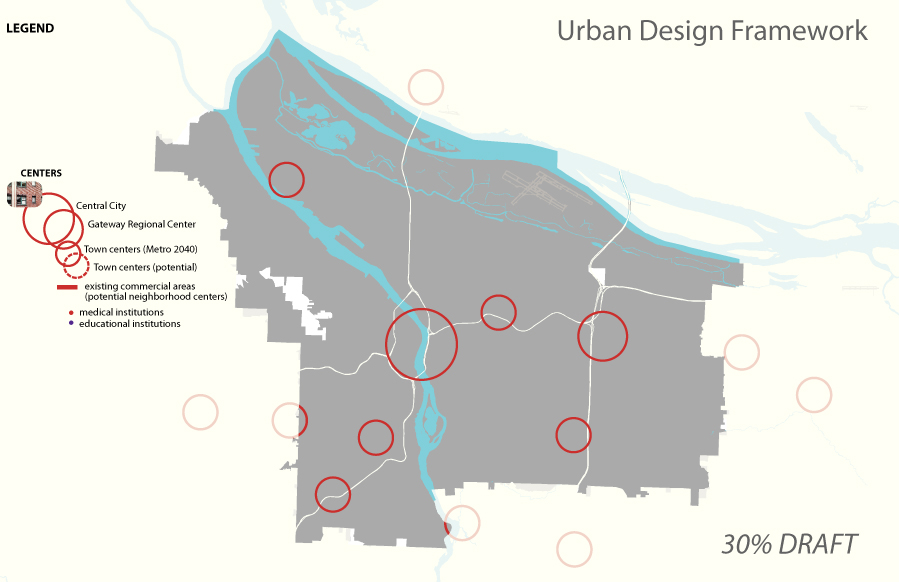 LEGEND
Urban Design Framework
CENTERS
Central City
Gateway Regional Center
Town centers (Metro 2040)
Town centers (potential)
existing commercial areas
(potential neighborhood centers)
medical institutions
educational institutions
30% DRAFT